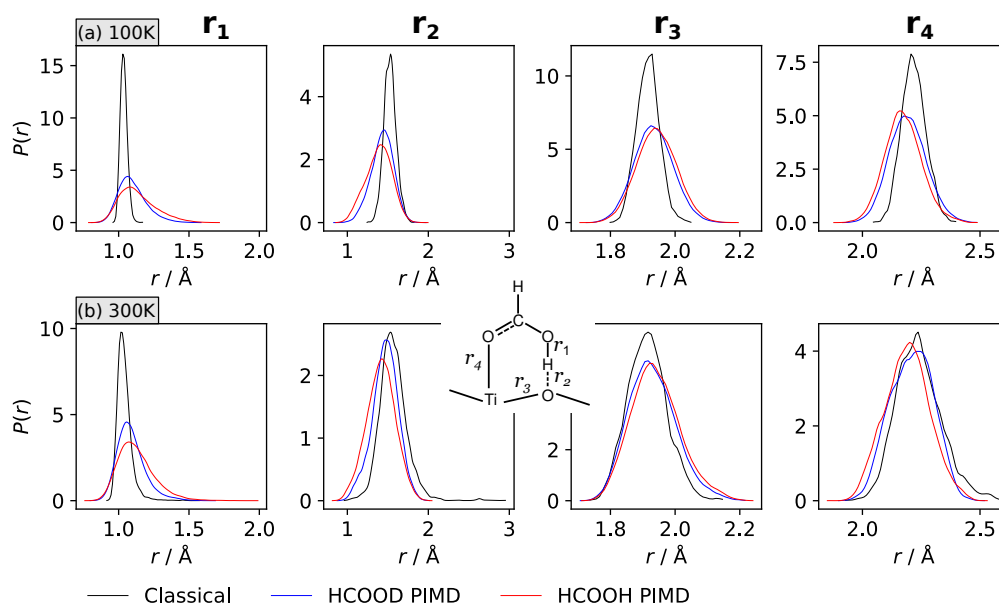 r₁ r₂ r₃ r₄
(a) 100K
P(r)
15
10
5
0
1.0 1.5 2.0
r / Å
4
2
0
1 2 3
r / Å
10
5
0
1.8 2.0 2.2
r / Å
7.5
5.0
2.5
0.0
2.0 2.5
r / Å
(b) 300K
P(r)
10
5
0
1.0 1.5 2.0
r / Å
2
1
0
1 2 3
r / Å
H
O C O
r₁
H
r₄ r₃ r₂
Ti O
2
0
1.8 2.0 2.2
r / Å
4
2
0
2.0 2.5
r / Å
Classical HCOOD PIMD HCOOH PIMD